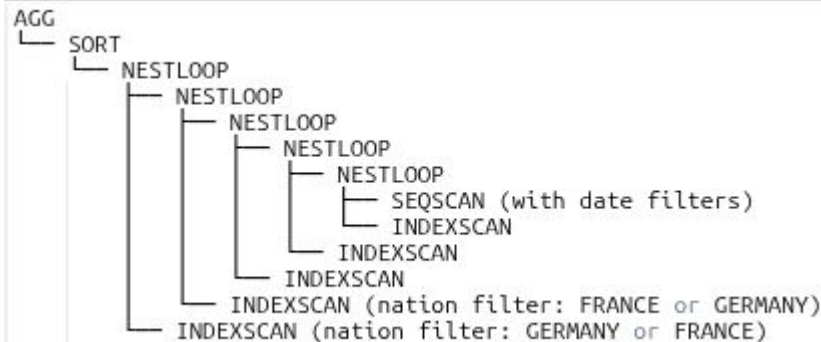 AGG
SORT
NESTLOOP
NESTLOOP
NESTLOOP
NESTLOOP
NESTLOOP
SEQSCAN (with date filters)
INDEXSCAN
INDEXSCAN
INDEXSCAN
INDEXSCAN (nation filter: FRANCE or GERMANY)
INDEXSCAN (nation filter: GERMANY or FRANCE)